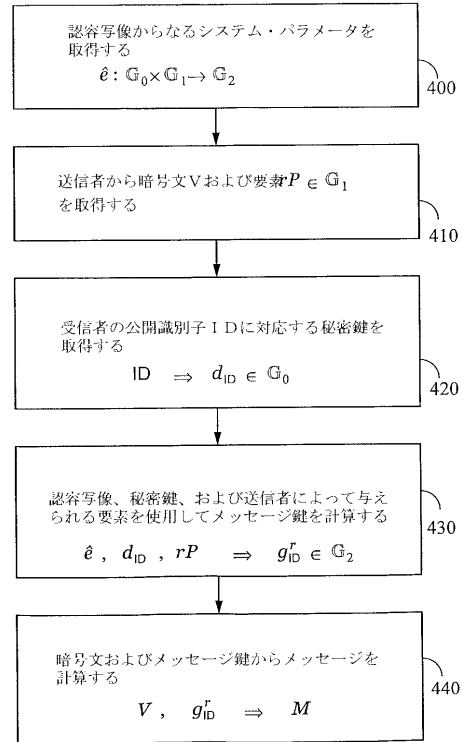 認容写像からなるシステム・パラメータを
取得する
ê : 𝔾₀×𝔾₁→ 𝔾₂
400
送信者から暗号文Vおよび要素rP ∈ 𝔾₁
を取得する
410
受信者の公開識別子IDに対応する秘密鍵を
取得する
ID ⇒ d_ID ∈ 𝔾₀
420
認容写像、秘密鍵、および送信者によって与え
られる要素を使用してメッセージ鍵を計算する
ê , d_ID , rP ⇒ g_ID^r ∈ 𝔾₂
430
暗号文およびメッセージ鍵からメッセージを
計算する
V , g_ID^r ⇒ M
440